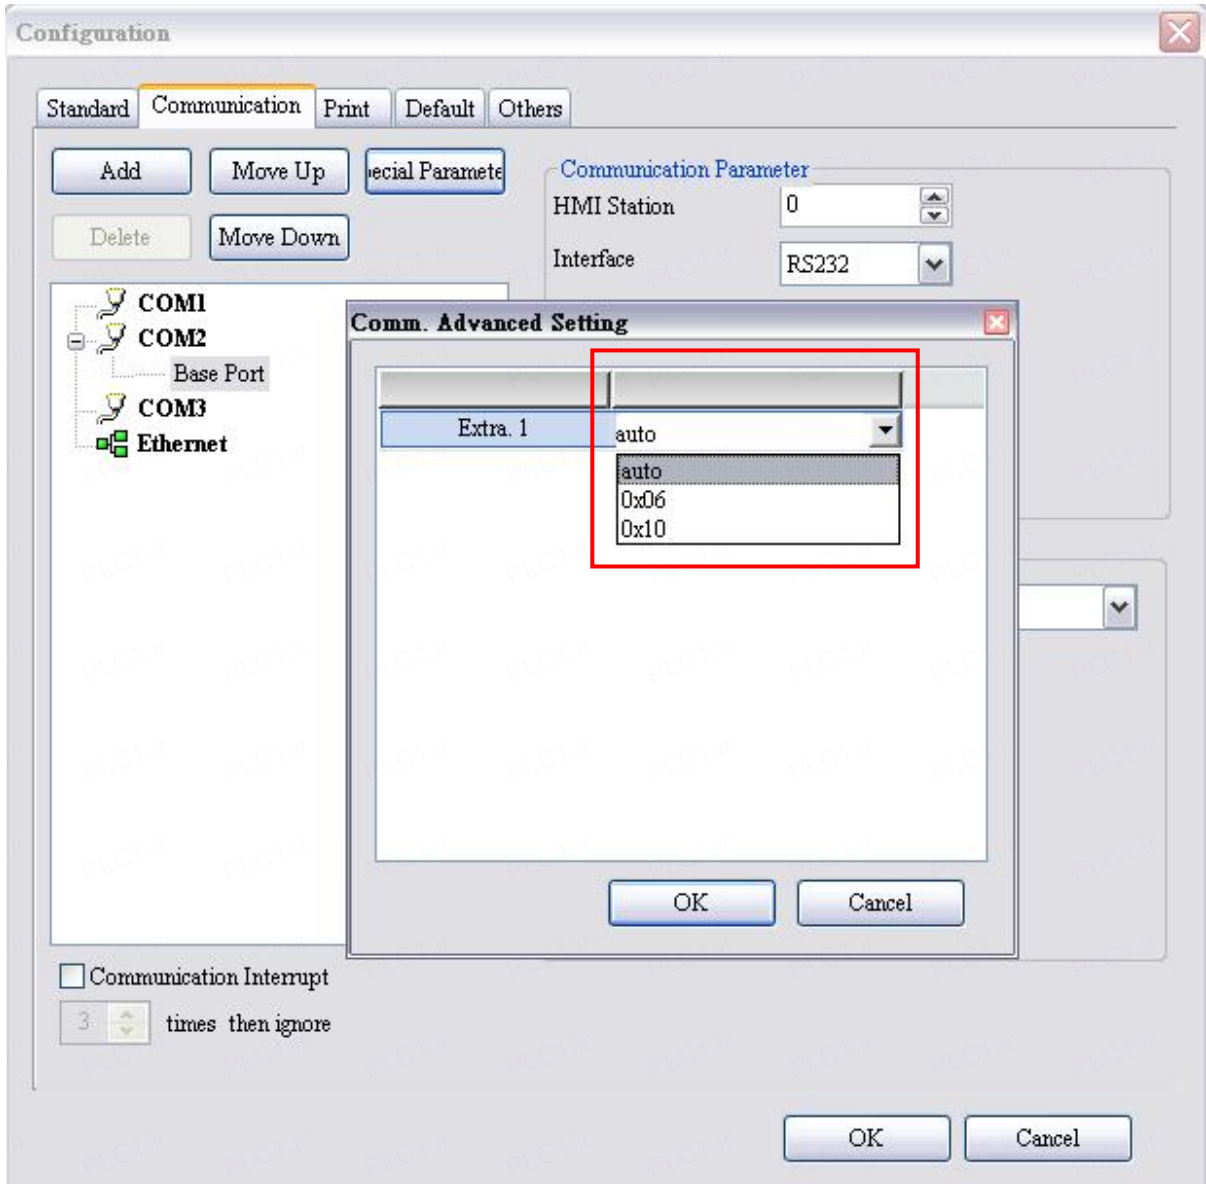 Configuration
Standard Communication Print Default Others
Add Move Up ecial Paramete
Delete Move Down
Communication Parameter
HMI Station 0
Interface RS232
COM1
COM2
Base Port
COM3
Ethernet
Comm. Advanced Setting
Extra. 1 auto
auto
0x06
0x10
OK Cancel
Communication Interrupt
3 times then ignore
OK Cancel